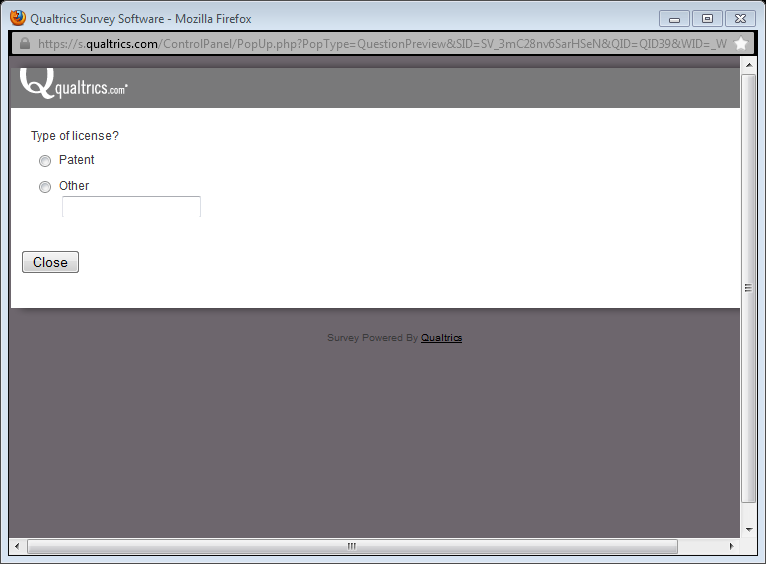 Qualtrics Survey Software - Mozilla Firefox
https://s.qualtrics.com/ControlPanel/PopUp.php?PopType=QuestionPreview&SID=SV_3mC28nv6SarHSeN&QID=QID39&WID=_W
qualtrics.com
Type of license?
Patent
Other
Close
Survey Powered By Qualtrics